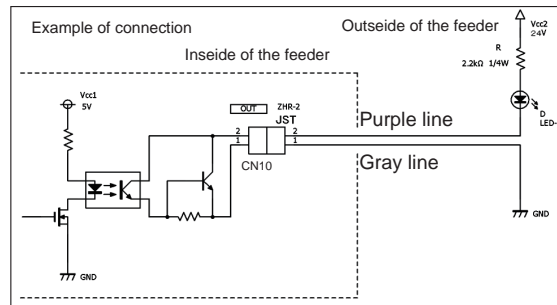 Example of connection
Outseide of the feeder
Inseide of the feeder
Vcc2
24V
R
2.2kΩ 1/4W
Vcc1
5V
OUT
ZHR-2
JST
D
LED-
2
2
1
1
CN10
Purple line
Gray line
GND
GND